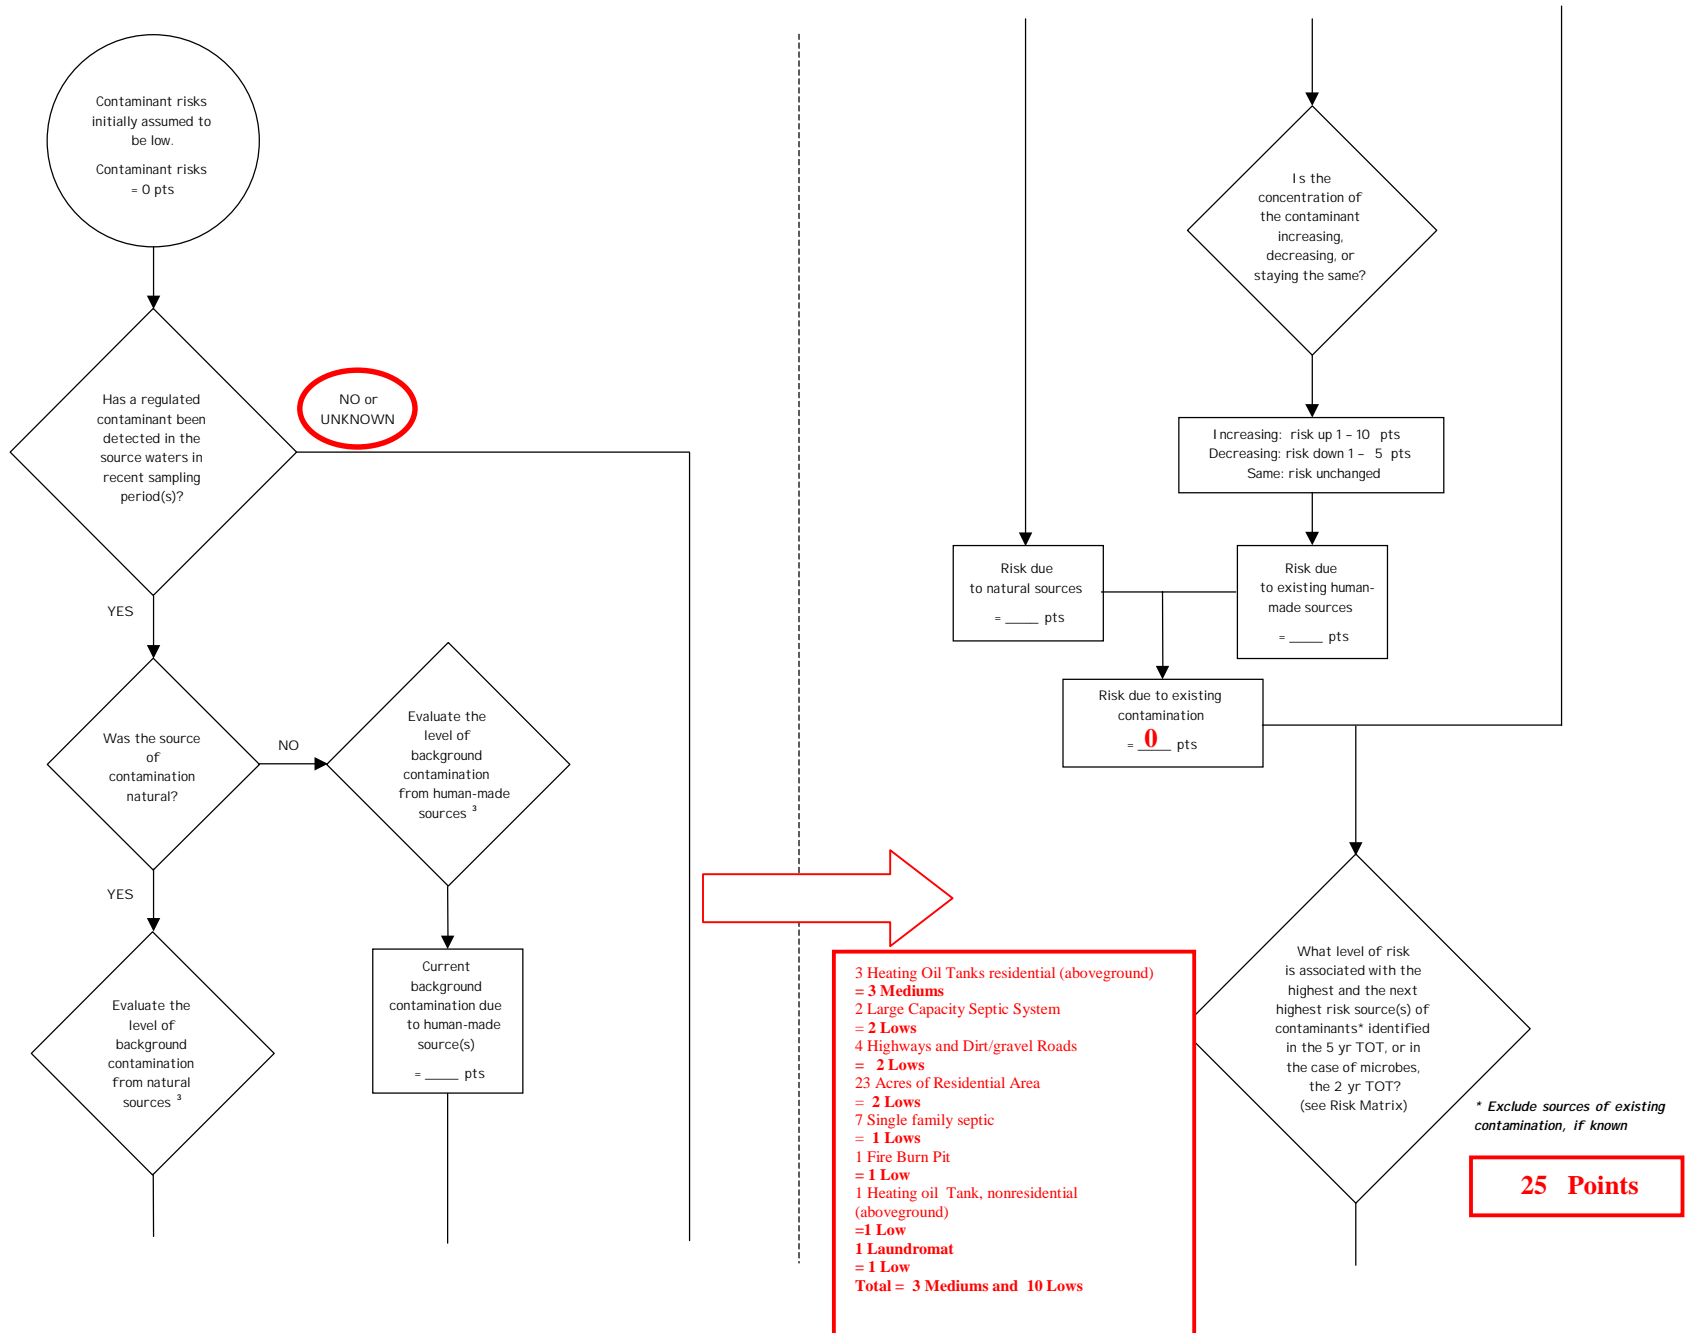 Contaminant risks
initially assumed to
be low.
Contaminant risks
= 0 pts
Has a regulated
contaminant been
detected in the
source waters in
recent sampling
period(s)?
NO or
UNKNOWN
YES
Was the source
of
contamination
natural?
NO
Evaluate the
level of
background
contamination
from human-made
sources ³
YES
Evaluate the
level of
background
contamination
from natural
sources ³
Current
background
contamination due
to human-made
source(s)
= _____ pts
Is the
concentration of
the contaminant
increasing,
decreasing, or
staying the same?
Increasing: risk up 1 – 10 pts
Decreasing: risk down 1 – 5 pts
Same: risk unchanged
Risk due
to natural sources
= _____ pts
Risk due
to existing human-
made sources
= _____ pts
Risk due to existing
contamination
= __0__ pts
3 Heating Oil Tanks residential (aboveground)
= 3 Mediums
2 Large Capacity Septic System
= 2 Lows
4 Highways and Dirt/gravel Roads
= 2 Lows
23 Acres of Residential Area
= 2 Lows
7 Single family septic
= 1 Lows
1 Fire Burn Pit
= 1 Low
1 Heating oil Tank, nonresidential
(aboveground)
=1 Low
1 Laundromat
= 1 Low
Total = 3 Mediums and 10 Lows
What level of risk
is associated with the
highest and the next
highest risk source(s) of
contaminants* identified
in the 5 yr TOT, or in
the case of microbes,
the 2 yr TOT?
(see Risk Matrix)
* Exclude sources of existing
contamination, if known
25 Points